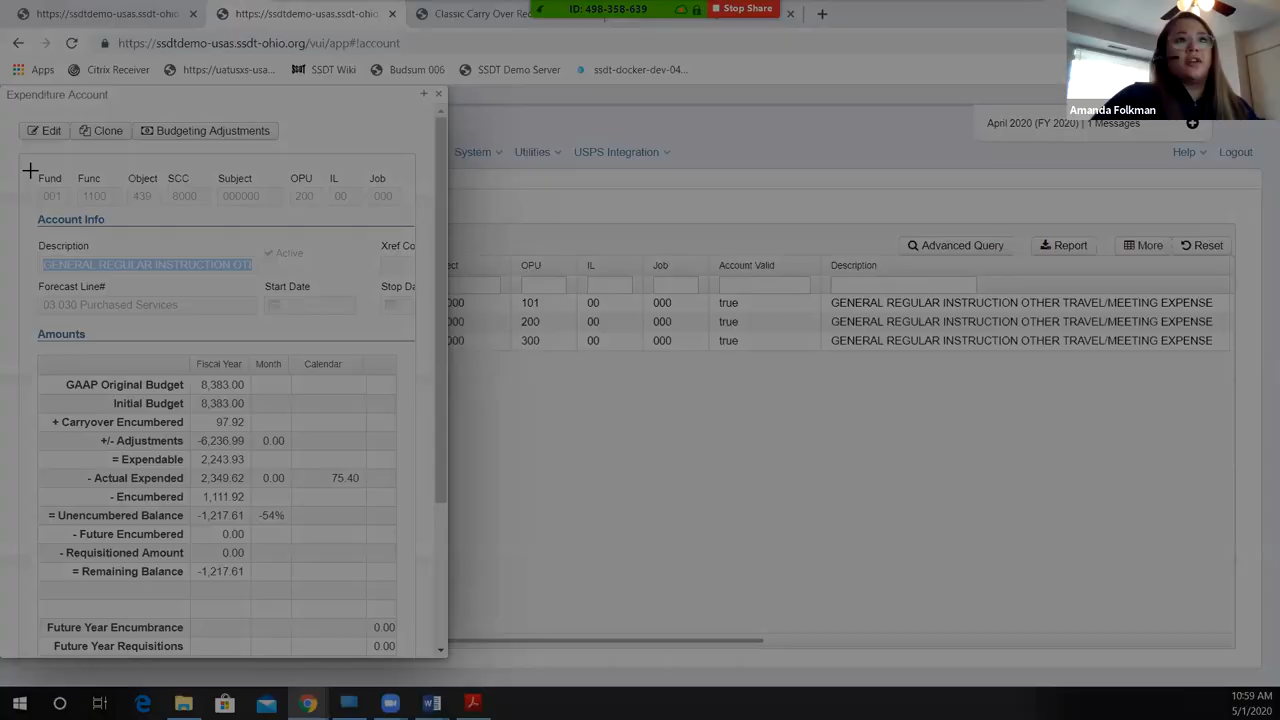 https://ssdtdemo-usas.ssdt-ohio.or
https://ssdtdemo-usas.ssdt-ohio.or
Classic Carry Over Rec
ID: 498-358-639
Stop Share
https://ssdtdemo-usas.ssdt-ohio.org/vui/app#!account
Apps
Citrix Receiver
https://uatusxs-usa...
SSDT Wiki
Budsum 006
SSDT Demo Server
ssdt-docker-dev-04...
Amanda Folkman
Expenditure Account
April 2020 (FY 2020) | 1 Messages
Edit
Clone
Budgeting Adjustments
System
Utilities
USPS Integration
Help
Logout
Fund Func Object SCC Subject OPU IL Job
001 1100 439 8000 000000 200 00 000
Account Info
Description
Active
Xref Co
GENERAL REGULAR INSTRUCTION OTI
Forecast Line#
Start Date
Stop Da
03.030 Purchased Services
Amounts
Fiscal Year Month Calendar
GAAP Original Budget 8,383.00
Initial Budget 8,383.00
+ Carryover Encumbered 97.92
+/- Adjustments -6,236.99 0.00
= Expendable 2,243.93
- Actual Expended 2,349.62 0.00 75.40
- Encumbered 1,111.92
= Unencumbered Balance -1,217.61 -54%
- Future Encumbered 0.00
- Requisitioned Amount 0.00
= Remaining Balance -1,217.61
Future Year Encumbrance 0.00
Future Year Requisitions 0.00
Advanced Query
Report
More
Reset
ect OPU IL Job Account Valid Description
000 101 00 000 true GENERAL REGULAR INSTRUCTION OTHER TRAVEL/MEETING EXPENSE
000 200 00 000 true GENERAL REGULAR INSTRUCTION OTHER TRAVEL/MEETING EXPENSE
000 300 00 000 true GENERAL REGULAR INSTRUCTION OTHER TRAVEL/MEETING EXPENSE
10:59 AM
5/1/2020